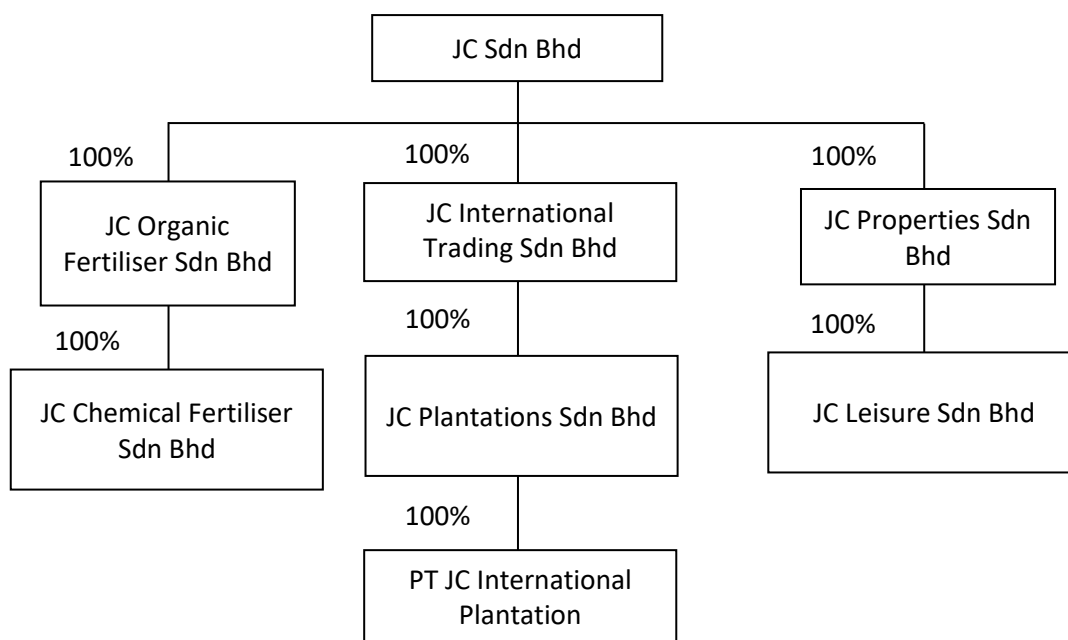 JC Sdn Bhd
100%
100%
100%
JC Organic
Fertiliser Sdn Bhd
JC International
Trading Sdn Bhd
JC Properties Sdn
Bhd
100%
100%
100%
JC Chemical Fertiliser
Sdn Bhd
JC Plantations Sdn Bhd
JC Leisure Sdn Bhd
100%
PT JC International
Plantation